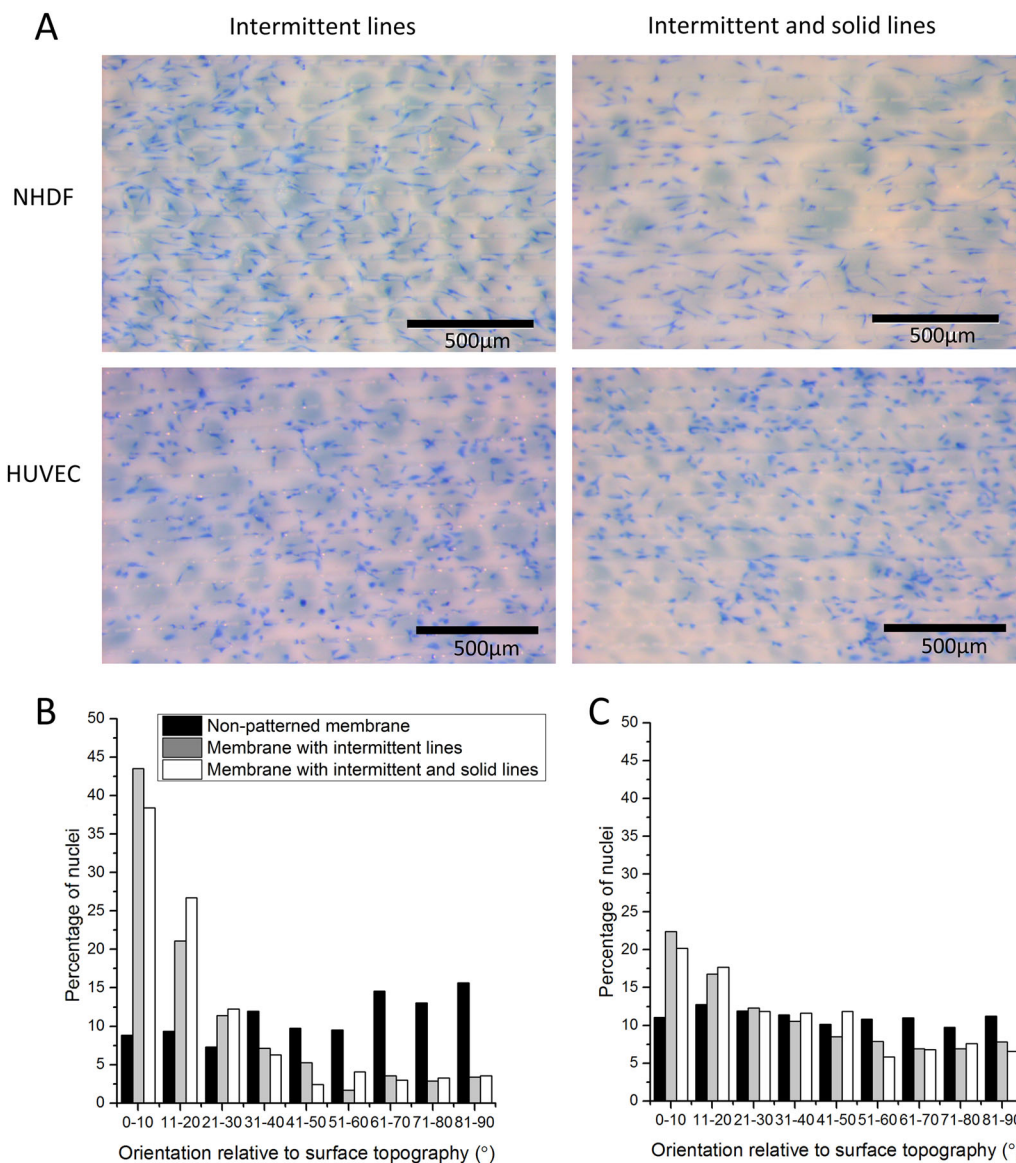 A
Intermittent lines
Intermittent and solid lines
NHDF
500µm
500µm
HUVEC
500µm
500µm
B
Percentage of nuclei
50
45
40
35
30
25
20
15
10
5
0
Non-patterned membrane
Membrane with intermittent lines
Membrane with intermittent and solid lines
0-10 11-20 21-30 31-40 41-50 51-60 61-70 71-80 81-90
Orientation relative to surface topography (°)
C
Percentage of nuclei
50
45
40
35
30
25
20
15
10
5
0
0-10 11-20 21-30 31-40 41-50 51-60 61-70 71-80 81-90
Orientation relative to surface topography (°